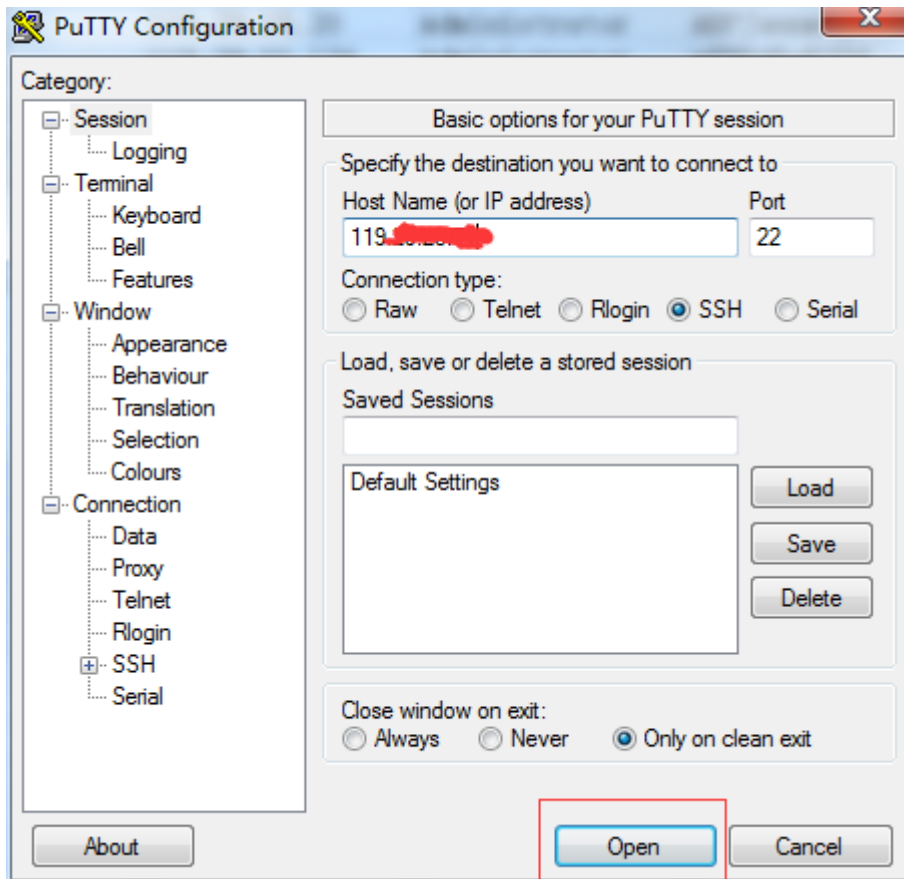 PuTTY Configuration
Category:
Session
Logging
Terminal
Keyboard
Bell
Features
Window
Appearance
Behaviour
Translation
Selection
Colours
Connection
Data
Proxy
Telnet
Rlogin
SSH
Serial
Basic options for your PuTTY session
Specify the destination you want to connect to
Host Name (or IP address) Port
119. 22
Connection type:
Raw Telnet Rlogin SSH Serial
Load, save or delete a stored session
Saved Sessions
Default Settings
Load
Save
Delete
Close window on exit:
Always Never Only on clean exit
About Open Cancel